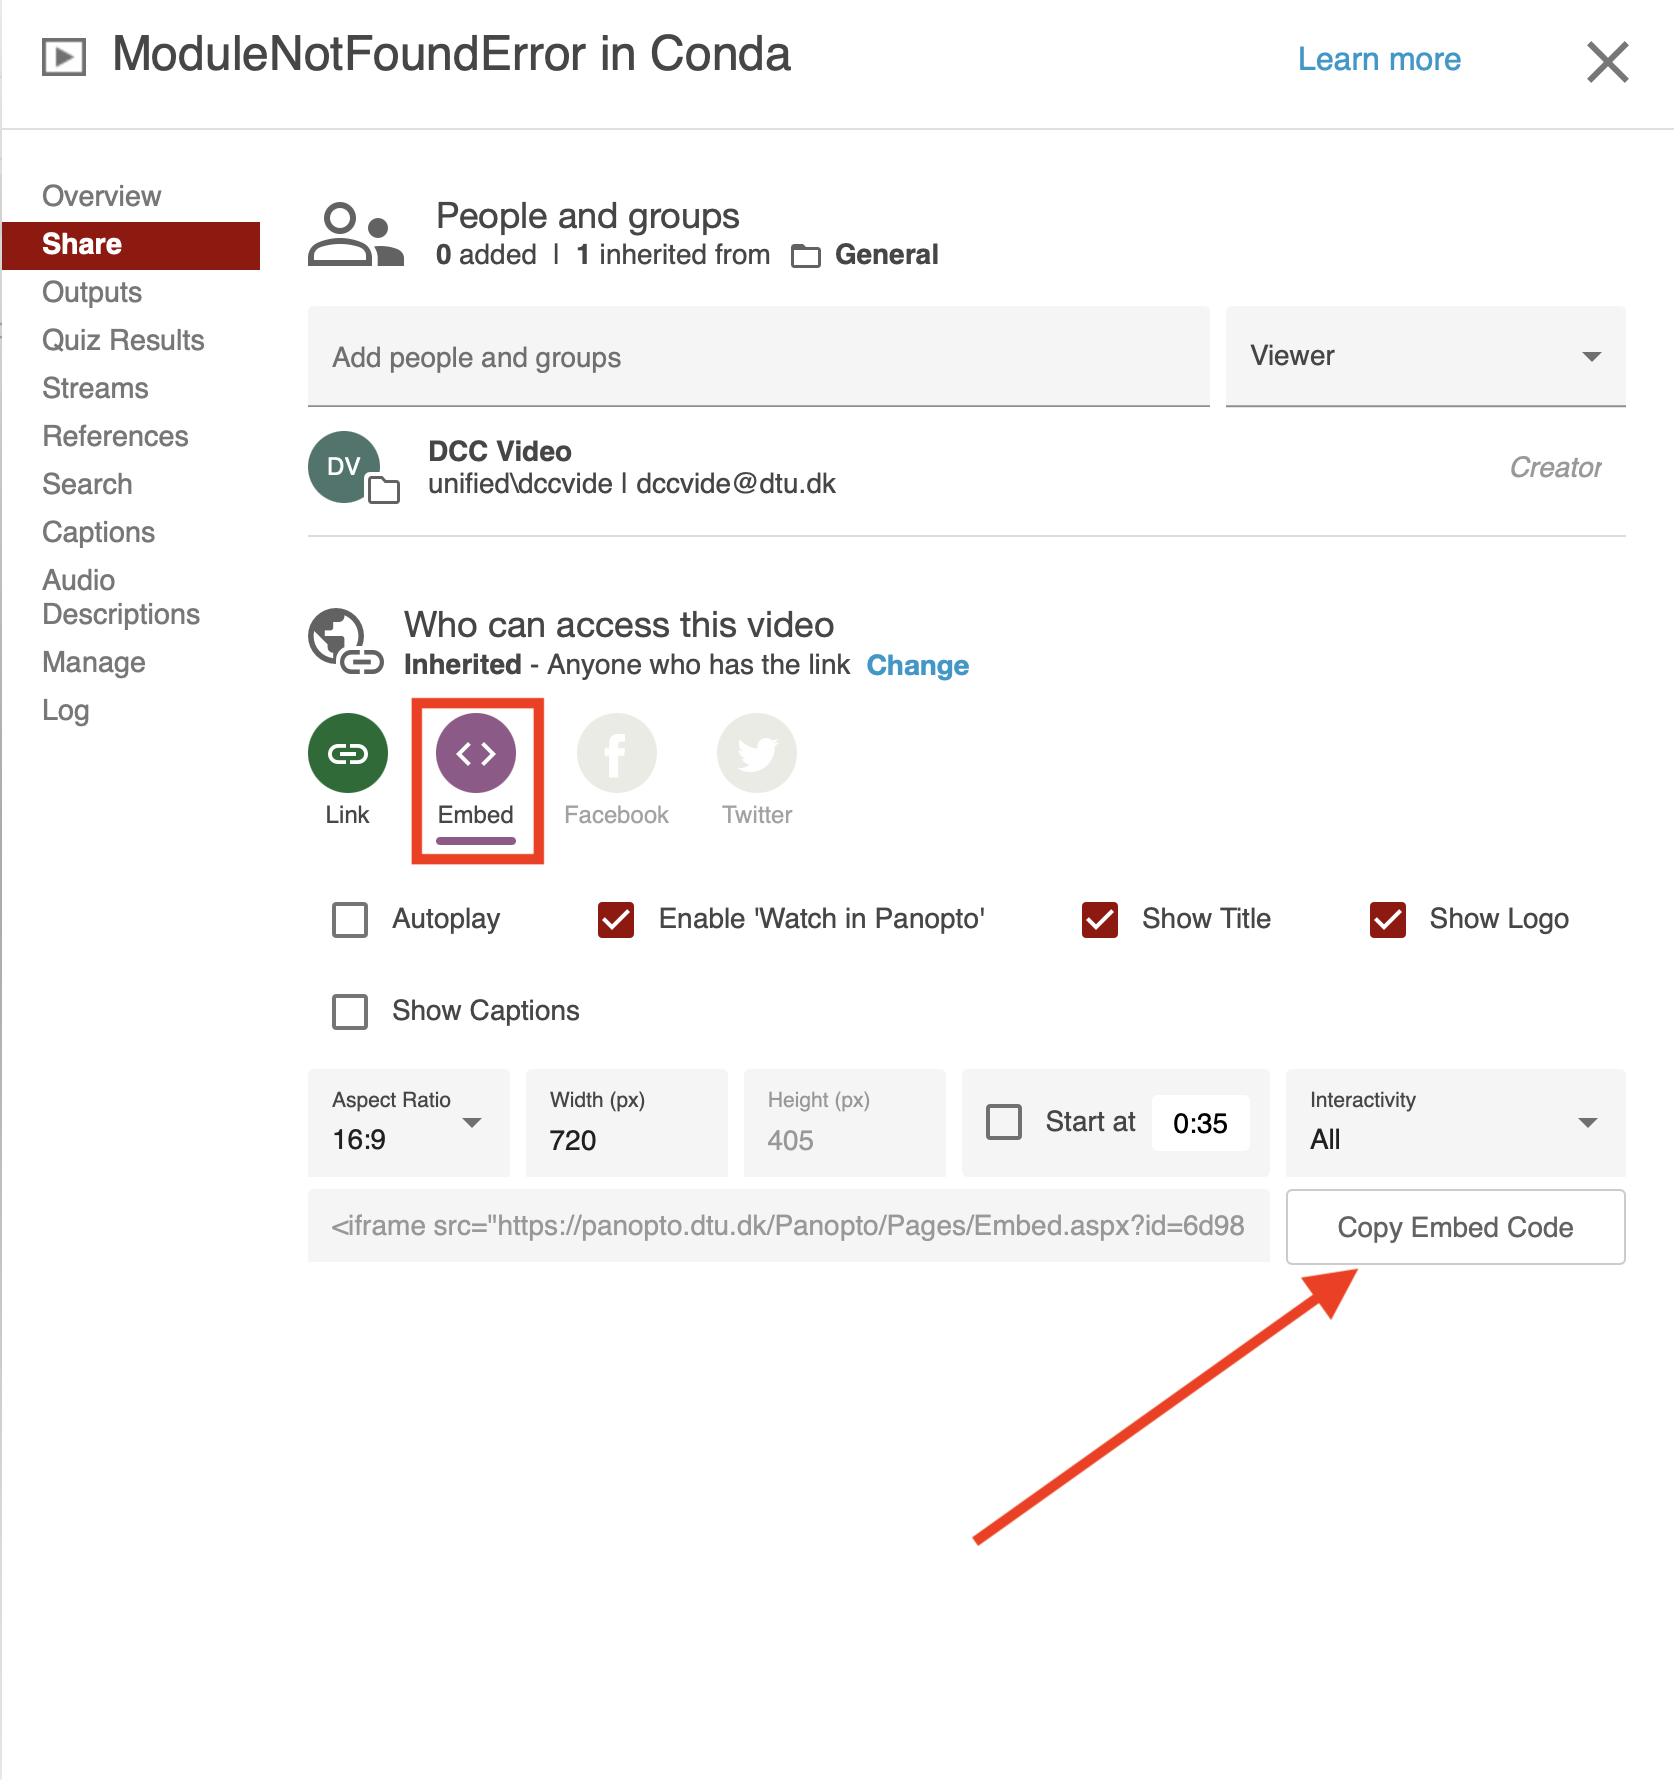 ModuleNotFoundError in Conda
Learn more
Overview
Share
Outputs
Quiz Results
Streams
References
Search
Captions
Audio
Descriptions
Manage
Log
People and groups
0 added | 1 inherited from General
Add people and groups
Viewer
DV
DCC Video
unified\dccvide | dccvide@dtu.dk
Creator
Who can access this video
Inherited - Anyone who has the link Change
Link
Embed
Facebook
Twitter
Autoplay
Enable 'Watch in Panopto'
Show Title
Show Logo
Show Captions
Aspect Ratio
16:9
Width (px)
720
Height (px)
405
Start at
0:35
Interactivity
All
<iframe src="https://panopto.dtu.dk/Panopto/Pages/Embed.aspx?id=6d98
Copy Embed Code